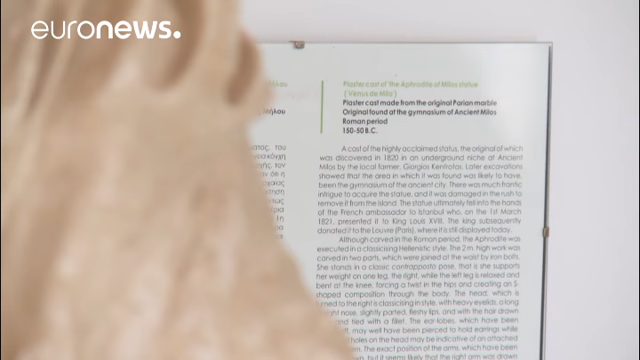 euronews.
ήλου
Plaster cast of the Aphrodite of Milos statue
('Venus de Milo')
Plaster cast made from the original Parian marble
Μήλου
Original found at the gymnasium of Ancient Milos
Roman period
150-50 B.C.
A cast of the highly acclaimed statue, the original of which
was discovered in 1820 in an underground niche at Ancient
Milos by the local farmer, Giorgios Kentrotas. Later excavations
showed that the area in which it was found was likely to have
been the gymnasium of the ancient city. There was much frantic
intrigue to acquire the statue, and it was damaged in the rush to
remove it from the island. The statue ultimately fell into the hands
of the French ambassador to Istanbul who, on the 1st March
1821, presented it to King Louis XVIII. The king subsequently
donated it to the Louvre (Paris), where it is still displayed today.
Although carved in the Roman period, the Aphrodite was
executed in a classicising Hellenistic style. The 2 m. high work was
carved in two parts, which were joined at the waist by iron bolts.
She stands in a classic contrapposto pose, that is she supports
her weight on one leg, the right, while the left leg is relaxed and
bent at the knee, forcing a twist in the hips and creating an S-
shaped composition through the body. The head, which is
turned to the right is classicising in style, with heavy eyelids, a long
nose, slightly parted, fleshy lips, and with the hair drawn
and tied with a fillet. The ear-lobes, which have been
may well have been pierced to hold earrings while
holes on the head may be indicative of an attached
The exact position of the arms, which have been
but it seems likely that the right arm was drawn